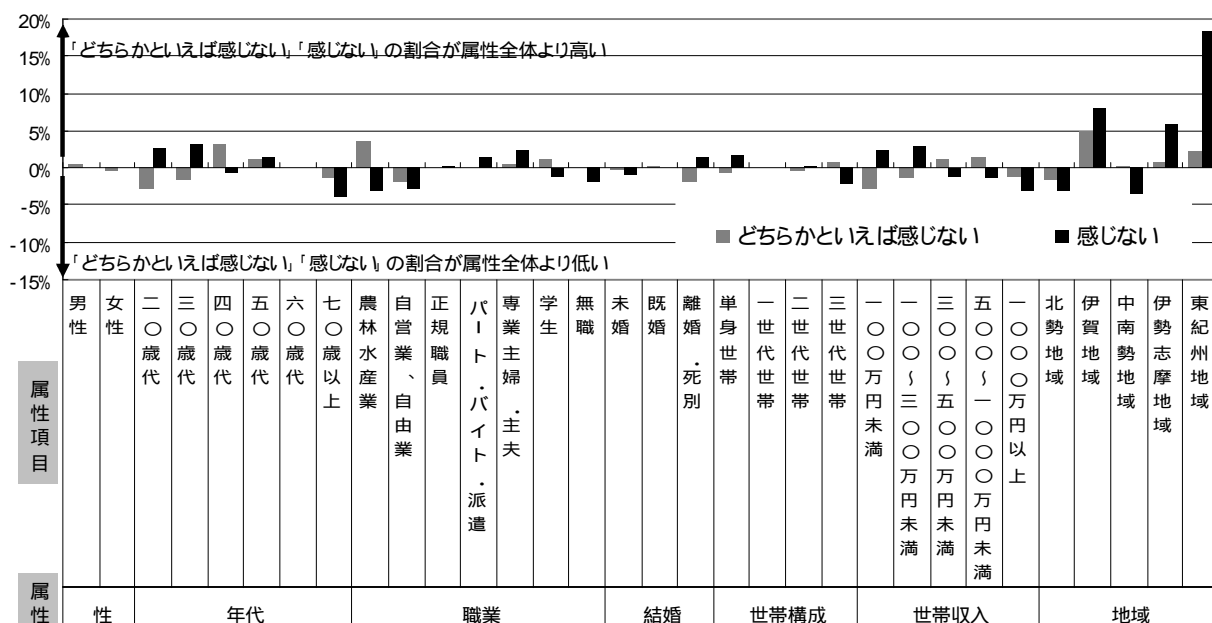 20%
15%
10%
5%
0%
-5%
-10%
-15%
「どちらかといえば感じない」「感じない」の割合が属性全体より高い
どちらかといえば感じない
感じない
「どちらかといえば感じない」「感じない」の割合が属性全体より低い
属性項目
男性
女性
二〇歳代
三〇歳代
四〇歳代
五〇歳代
六〇歳代
七〇歳以上
農林水産業
自営業、自由業
正規職員
パート・バイト・派遣
専業主婦・主夫
学生
無職
未婚
既婚
離婚・死別
単身世帯
一世代世帯
二世代世帯
三世代世帯
一〇〇万円未満
一〇〇～三〇〇万円未満
三〇〇～五〇〇万円未満
五〇〇～一〇〇〇万円未満
一〇〇〇万円以上
北勢地域
伊賀地域
中南勢地域
伊勢志摩地域
東紀州地域
属性
性
年代
職業
結婚
世帯構成
世帯収入
地域